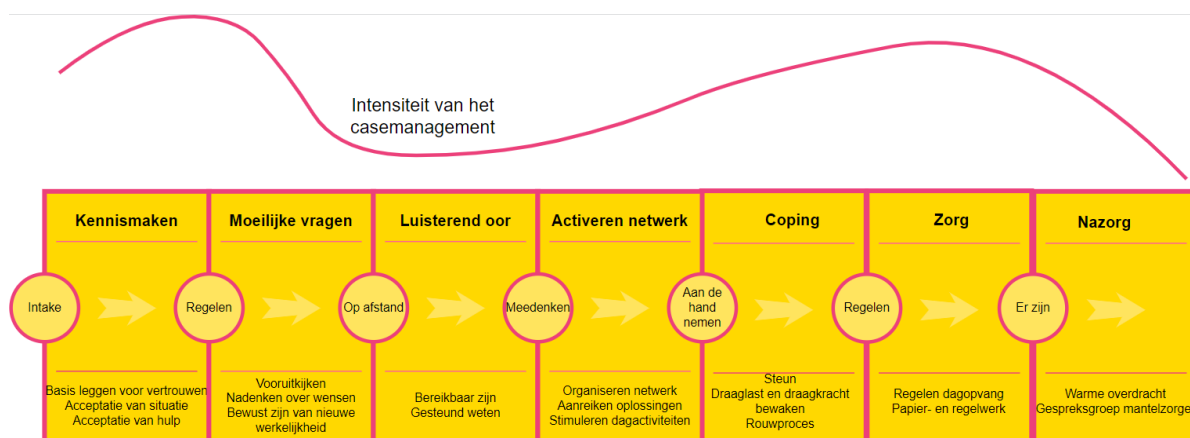 Intensiteit van het
casemanagement
Kennismaken
Moeilijke vragen
Luisterend oor
Activeren netwerk
Coping
Zorg
Nazorg
Intake
Regelen
Op afstand
Meedenken
Aan de
hand
nemen
Regelen
Er zijn
Basis leggen voor vertrouwen
Acceptatie van situatie
Acceptatie van hulp
Vooruitkijken
Nadenken over wensen
Bewust zijn van nieuwe
werkelijkheid
Bereikbaar zijn
Gesteund weten
Organiseren netwerk
Aanreiken oplossingen
Stimuleren dagactiviteiten
Steun
Draaglast en draagkracht
bewaken
Rouwproces
Regelen dagopvang
Papier- en regelwerk
Warme overdracht
Gespreksgroep mantelzorge